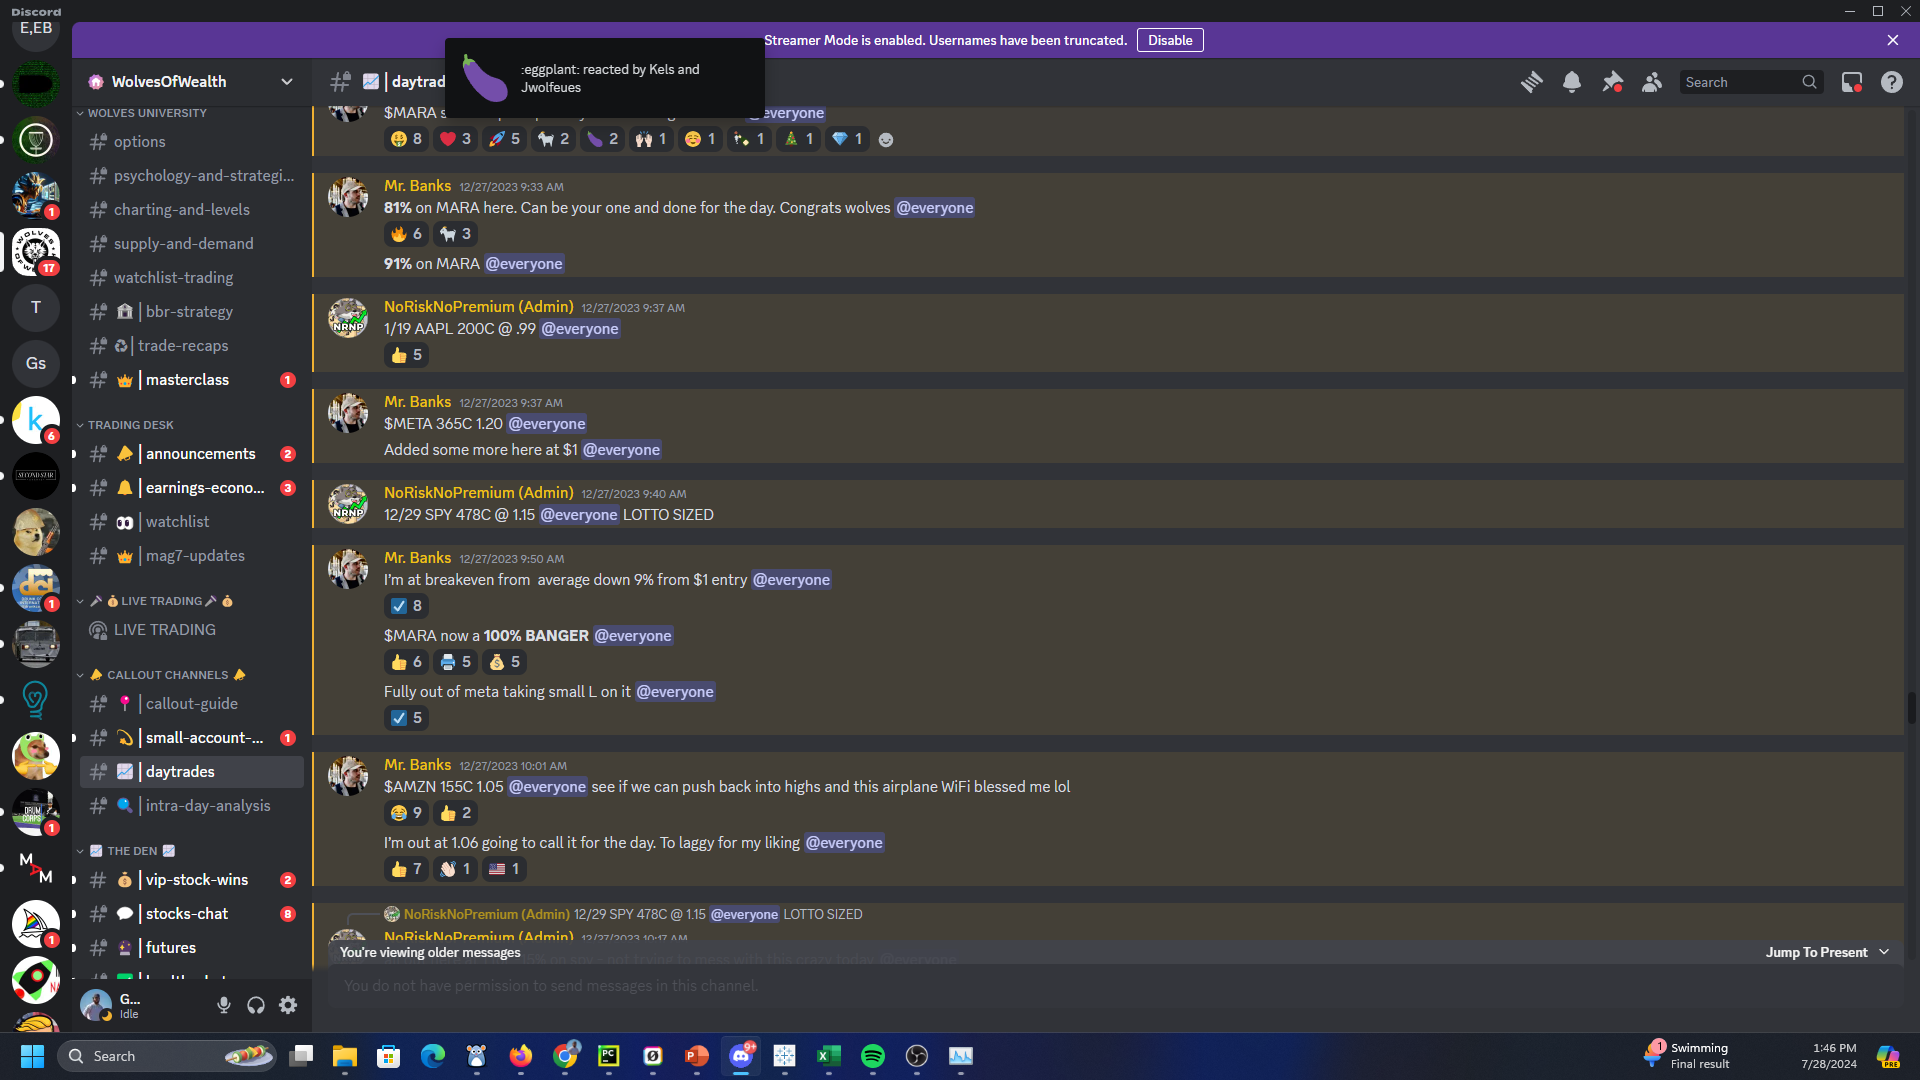 Discord
E,EB
Streamer Mode is enabled. Usernames have been truncated. Disable
:eggplant: reacted by Kels and
Jwolfeues
WolvesOfWealth
| daytrad
Search
WOLVES UNIVERSITY
options
psychology-and-strategi...
charting-and-levels
supply-and-demand
watchlist-trading
| bbr-strategy
| trade-recaps
| masterclass 1
TRADING DESK
| announcements 2
| earnings-econo... 3
| watchlist
| mag7-updates
LIVE TRADING
LIVE TRADING
CALLOUT CHANNELS
| callout-guide
| small-account-... 1
| daytrades
| intra-day-analysis
THE DEN
| vip-stock-wins 2
| stocks-chat 8
| futures
1
17
T
Gs
k
6
SECOND STAR
dci
1
DRUM
CORPS
1
M
A
M
1
G...
Idle
$MARA @everyone
8 3 5 2 2 1 1 1 1 1
Mr. Banks 12/27/2023 9:33 AM
81% on MARA here. Can be your one and done for the day. Congrats wolves @everyone
6 3
91% on MARA @everyone
NRNP
NoRiskNoPremium (Admin) 12/27/2023 9:37 AM
1/19 AAPL 200C @ .99 @everyone
5
Mr. Banks 12/27/2023 9:37 AM
$META 365C 1.20 @everyone
Added some more here at $1 @everyone
NRNP
NoRiskNoPremium (Admin) 12/27/2023 9:40 AM
12/29 SPY 478C @ 1.15 @everyone LOTTO SIZED
Mr. Banks 12/27/2023 9:50 AM
I'm at breakeven from  average down 9% from $1 entry @everyone
8
$MARA now a 100% BANGER @everyone
6 5 5
Fully out of meta taking small L on it @everyone
5
Mr. Banks 12/27/2023 10:01 AM
$AMZN 155C 1.05 @everyone see if we can push back into highs and this airplane WiFi blessed me lol
9 2
I'm out at 1.06 going to call it for the day. To laggy for my liking @everyone
7 1 1
NoRiskNoPremium (Admin) 12/29 SPY 478C @ 1.15 @everyone LOTTO SIZED
NoRiskNoPremium (Admin) 12/27/2023 10:17 AM
You're viewing older messages Jump To Present
You do not have permission to send messages in this channel.
Search
PC
9+
1
Swimming
Final result
1:46 PM
7/28/2024
PRE